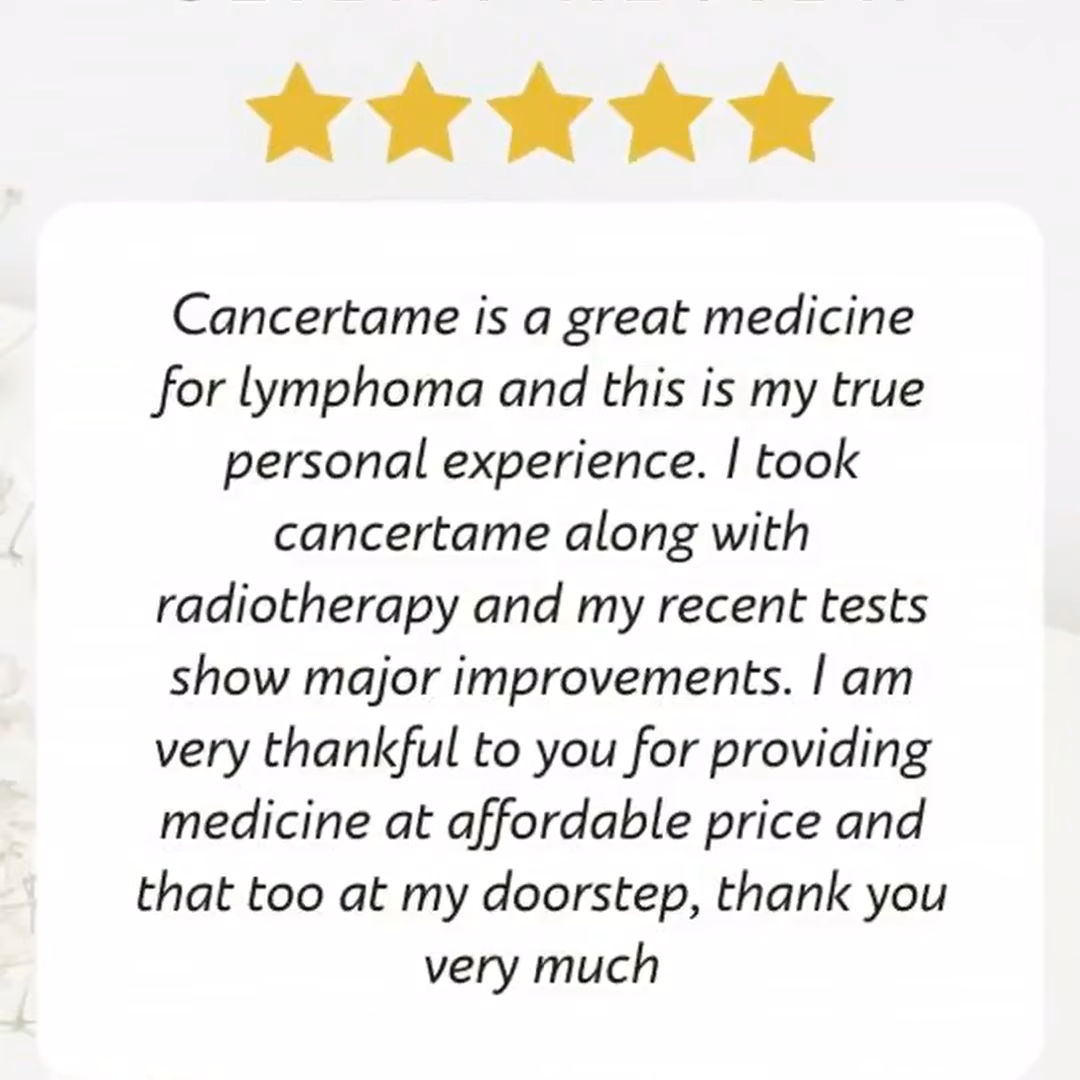 Cancertame is a great medicine
for lymphoma and this is my true
personal experience. I took
cancertame along with
radiotherapy and my recent tests
show major improvements. I am
very thankful to you for providing
medicine at affordable price and
that too at my doorstep, thank you
very much